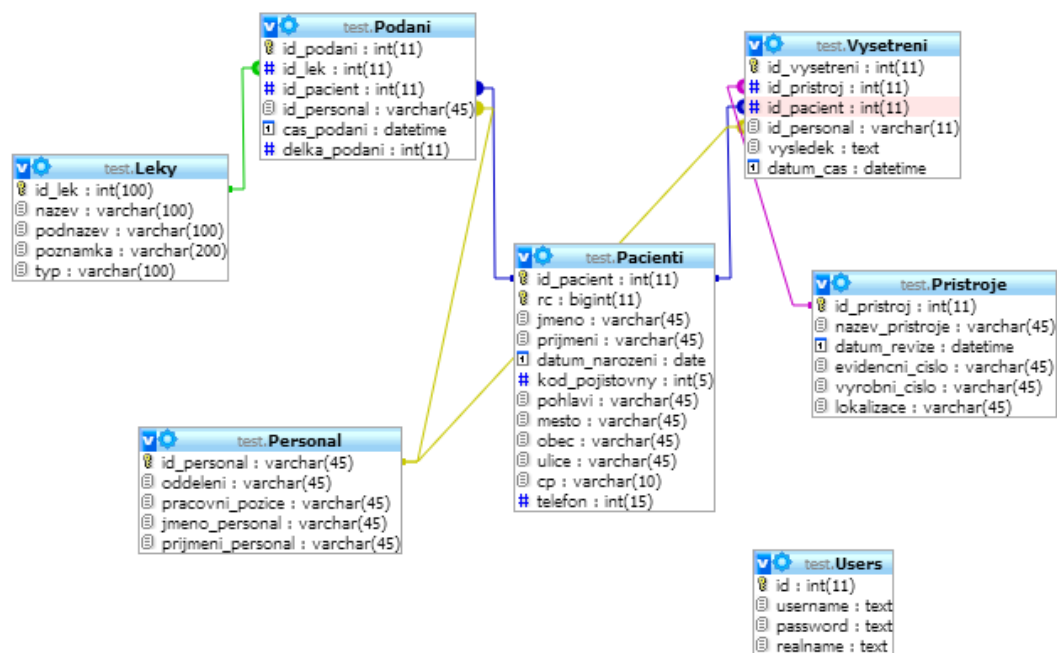 test.Podani
id_podani : int(11)
id_lek : int(11)
id_pacient : int(11)
id_personal : varchar(45)
cas_podani : datetime
delka_podani : int(11)
test.Vysetreni
id_vysetreni : int(11)
id_pristroj : int(11)
id_pacient : int(11)
id_personal : varchar(11)
vysledek : text
datum_cas : datetime
test.Leky
id_lek : int(100)
nazev : varchar(100)
podnazev : varchar(100)
poznamka : varchar(200)
typ : varchar(100)
test.Pacienti
id_pacient : int(11)
rc : bigint(11)
jmeno : varchar(45)
prijmeni : varchar(45)
datum_narozeni : date
kod_pojistovny : int(5)
pohlavi : varchar(45)
mesto : varchar(45)
obec : varchar(45)
ulice : varchar(45)
cp : varchar(10)
telefon : int(15)
test.Pristroje
id_pristroj : int(11)
nazev_pristroje : varchar(45)
datum_revize : datetime
evidencni_cislo : varchar(45)
vyrobni_cislo : varchar(45)
lokalizace : varchar(45)
test.Personal
id_personal : varchar(45)
oddeleni : varchar(45)
pracovni_pozice : varchar(45)
jmeno_personal : varchar(45)
prijmeni_personal : varchar(45)
test.Users
id : int(11)
username : text
password : text
realname : text